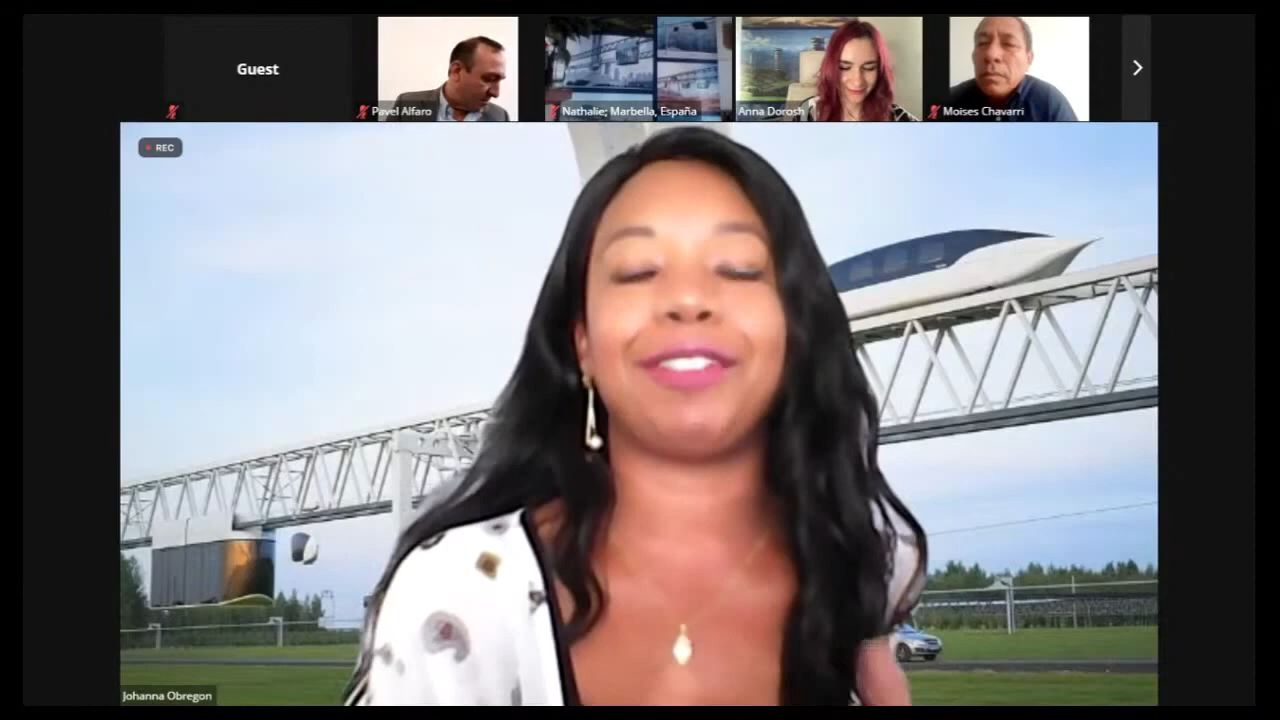 Guest
Pavel Alfaro
Nathalie; Marbella, España
Anna Dorosh
Moises Chavarri
REC
Johanna Obregon